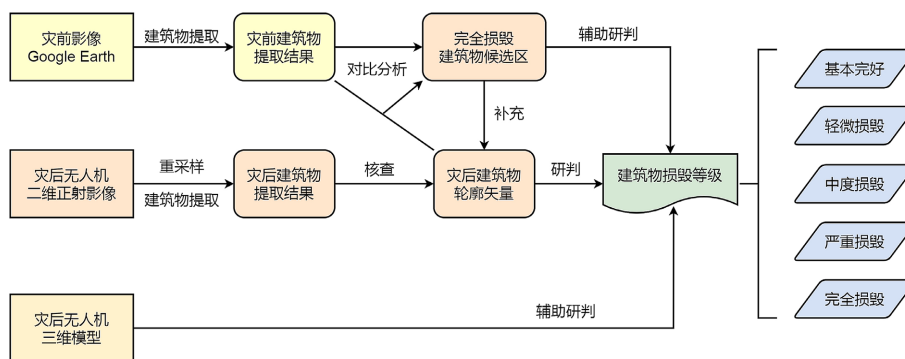 灾前影像
Google Earth
建筑物提取
灾前建筑物
提取结果
对比分析
完全损毁
建筑物候选区
辅助研判
补充
灾后无人机
二维正射影像
重采样
建筑物提取
灾后建筑物
提取结果
核查
灾后建筑物
轮廓矢量
研判
建筑物损毁等级
灾后无人机
三维模型
辅助研判
基本完好
轻微损毁
中度损毁
严重损毁
完全损毁